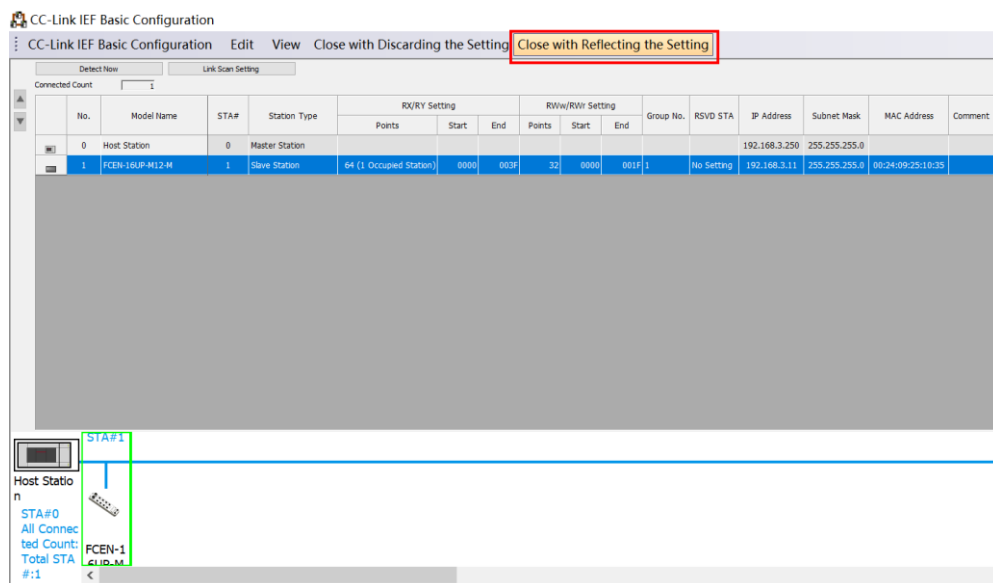 CC-Link IEF Basic Configuration
CC-Link IEF Basic Configuration Edit View Close with Discarding the Setting Close with Reflecting the Setting
Detect Now Link Scan Setting
Connected Count 1
No. Model Name STA# Station Type RX/RY Setting RWw/RWr Setting Group No. RSVD STA IP Address Subnet Mask MAC Address Comment
Points Start End Points Start End
0 Host Station 0 Master Station 192.168.3.250 255.255.255.0
1 FCEN-16UP-M12-M 1 Slave Station 64 (1 Occupied Station) 0000 003F 32 0000 001F 1 No Setting 192.168.3.11 255.255.255.0 00:24:09:25:10:35
STA#1
Host Statio
n
STA#0
All Connec
ted Count:
Total STA
#:1
FCEN-1
6UP-M